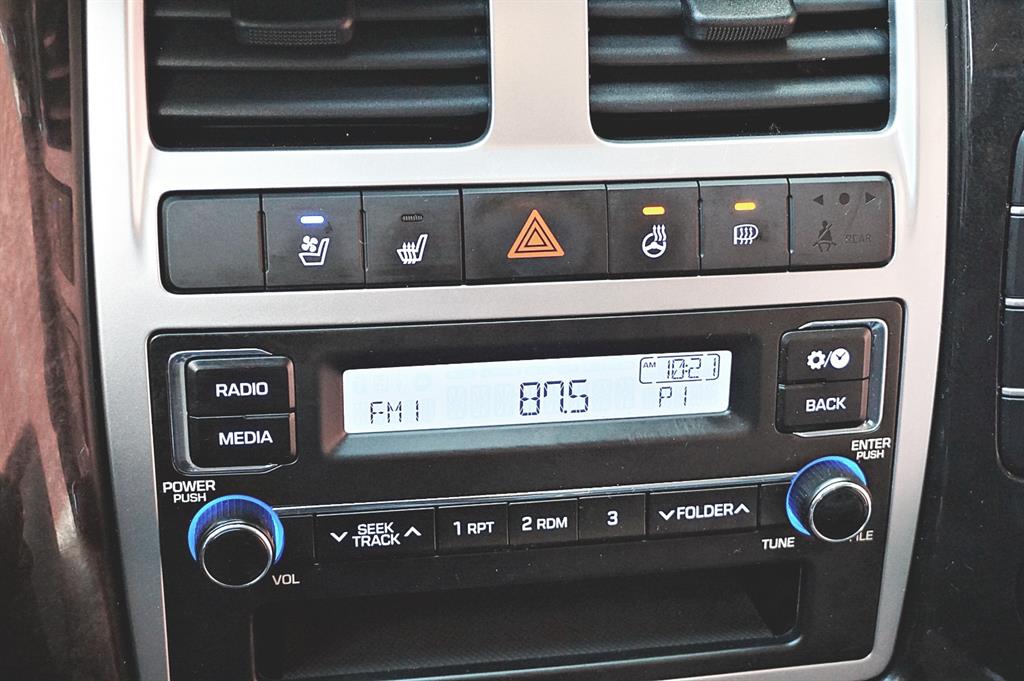 REAR
RADIO
MEDIA
AM 10:21
FM1 87.5 P1
BACK
POWER
PUSH
VOL
SEEK
TRACK
1 RPT
2 RDM
3
FOLDER
ENTER
PUSH
TUNE
FILE